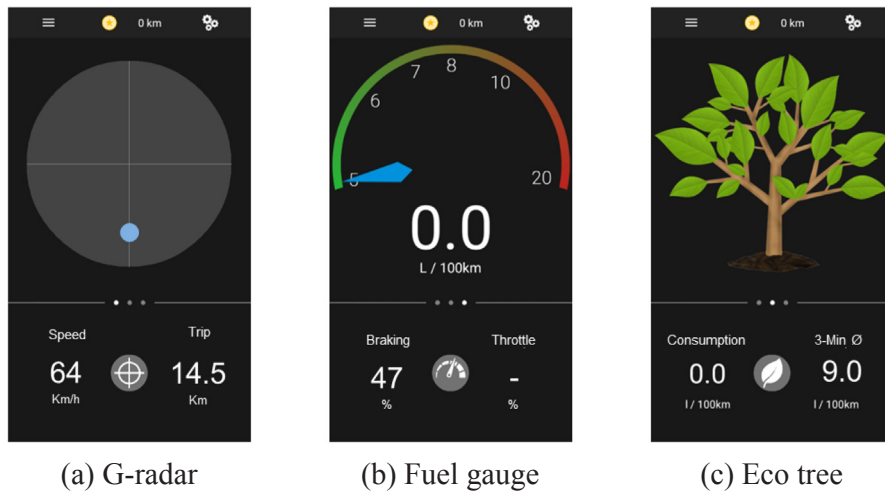 0 km
Speed
Trip
64
14.5
Km/h
Km
(a) G-radar
0 km
5
6
7
8
10
20
0.0
L / 100km
Braking
Throttle
47
-
%
%
(b) Fuel gauge
0 km
Consumption
3-Min Ø
0.0
9.0
l / 100km
l / 100km
(c) Eco tree